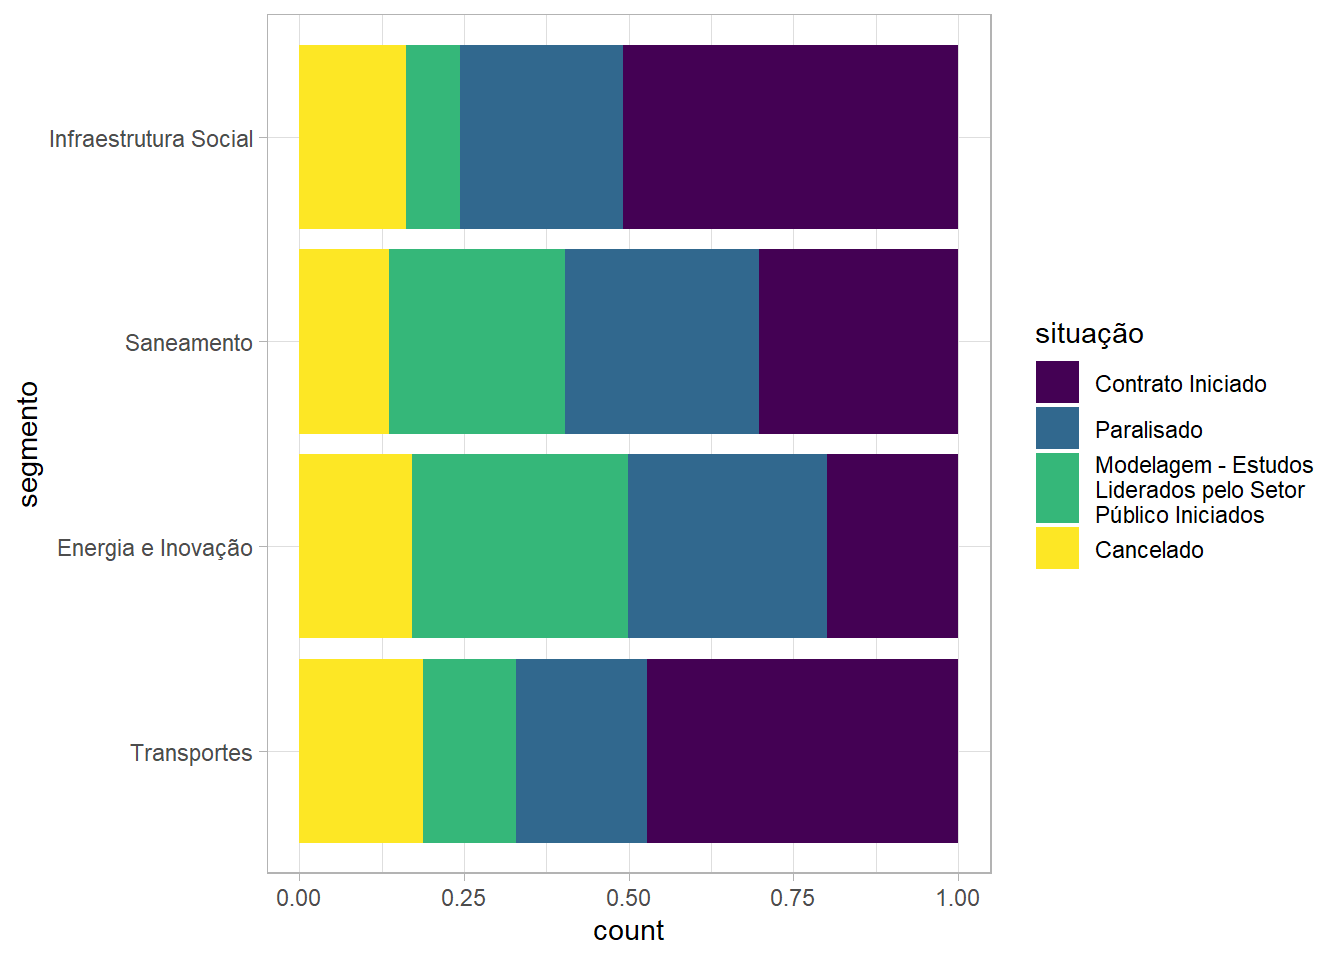 Infraestrutura Social
Saneamento
Energia e Inovação
Transportes
segmento
0.00
0.25
0.50
0.75
1.00
count
situação
Contrato Iniciado
Paralisado
Modelagem - Estudos
Liderados pelo Setor
Público Iniciados
Cancelado